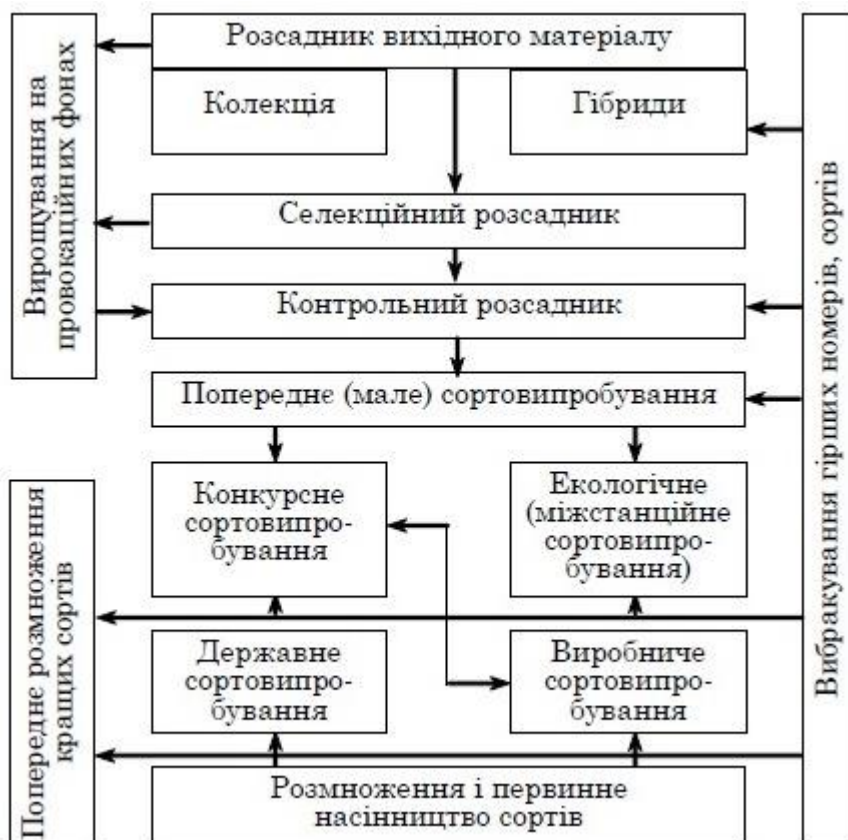 Розсадник вихідного матеріалу
Колекція
Гібриди
Селекційний розсадник
Контрольний розсадник
Попереднє (мале) сортовипробування
Конкурсне
сортовипро-
бування
Екологічне
(міжстанційне
сортовипро-
бування)
Державне
сортовипро-
бування
Виробниче
сортовипро-
бування
Розмноження і первинне
насінництво сортів
Вирощування на
провокаційних фонах
Попереднє розмноження
кращих сортів
Вибракування гірших номерів, сортів